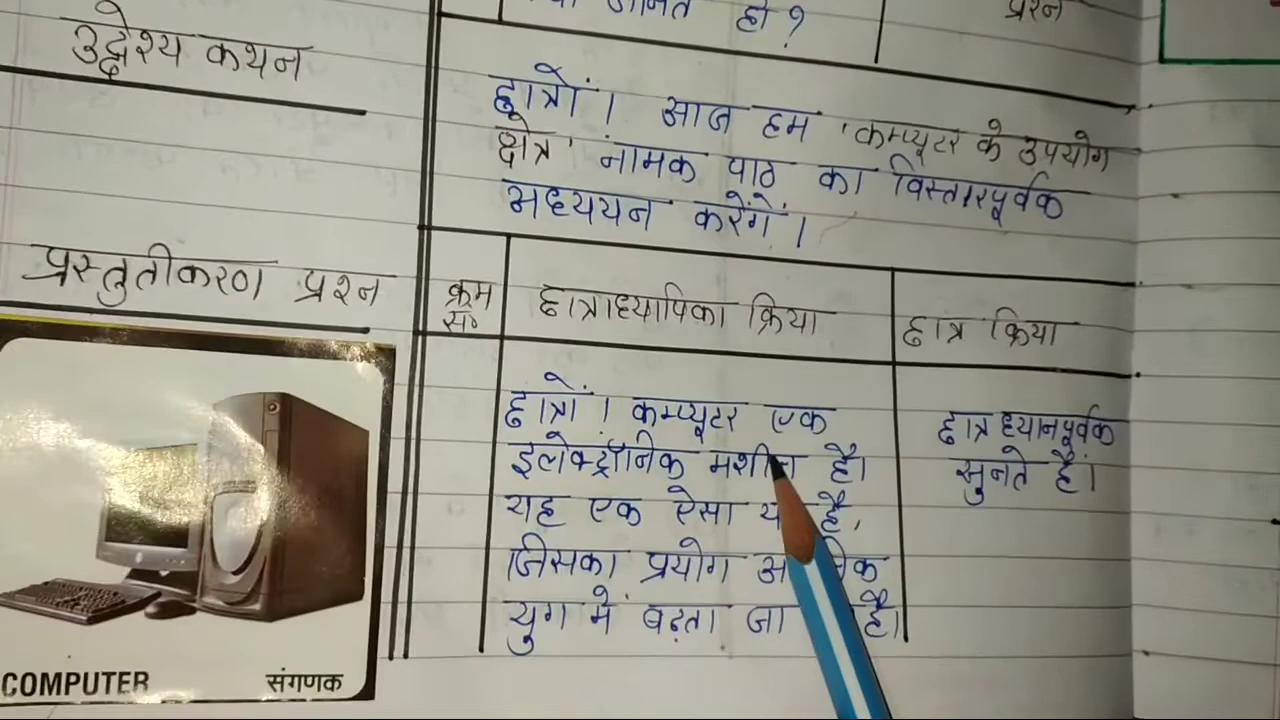 हो?
प्रश्न
उद्देश्य कथन
छात्रों। आज हम 'कम्प्यूटर के उपयोग
क्षेत्र' नामक पाठ का विस्तारपूर्वक
अध्ययन करेंगें।
प्रस्तुतीकरण प्रश्न
क्रम
सं०
छात्राध्यापिका क्रिया
छात्र क्रिया
छात्रों! कम्प्यूटर एक
इलेक्ट्रॉनिक मशीन है।
यह एक ऐसा है,
जिसका प्रयोग
युग में बढ़ता जा है।
छात्र ध्यानपूर्वक
सुनते हैं।
COMPUTER संगणक